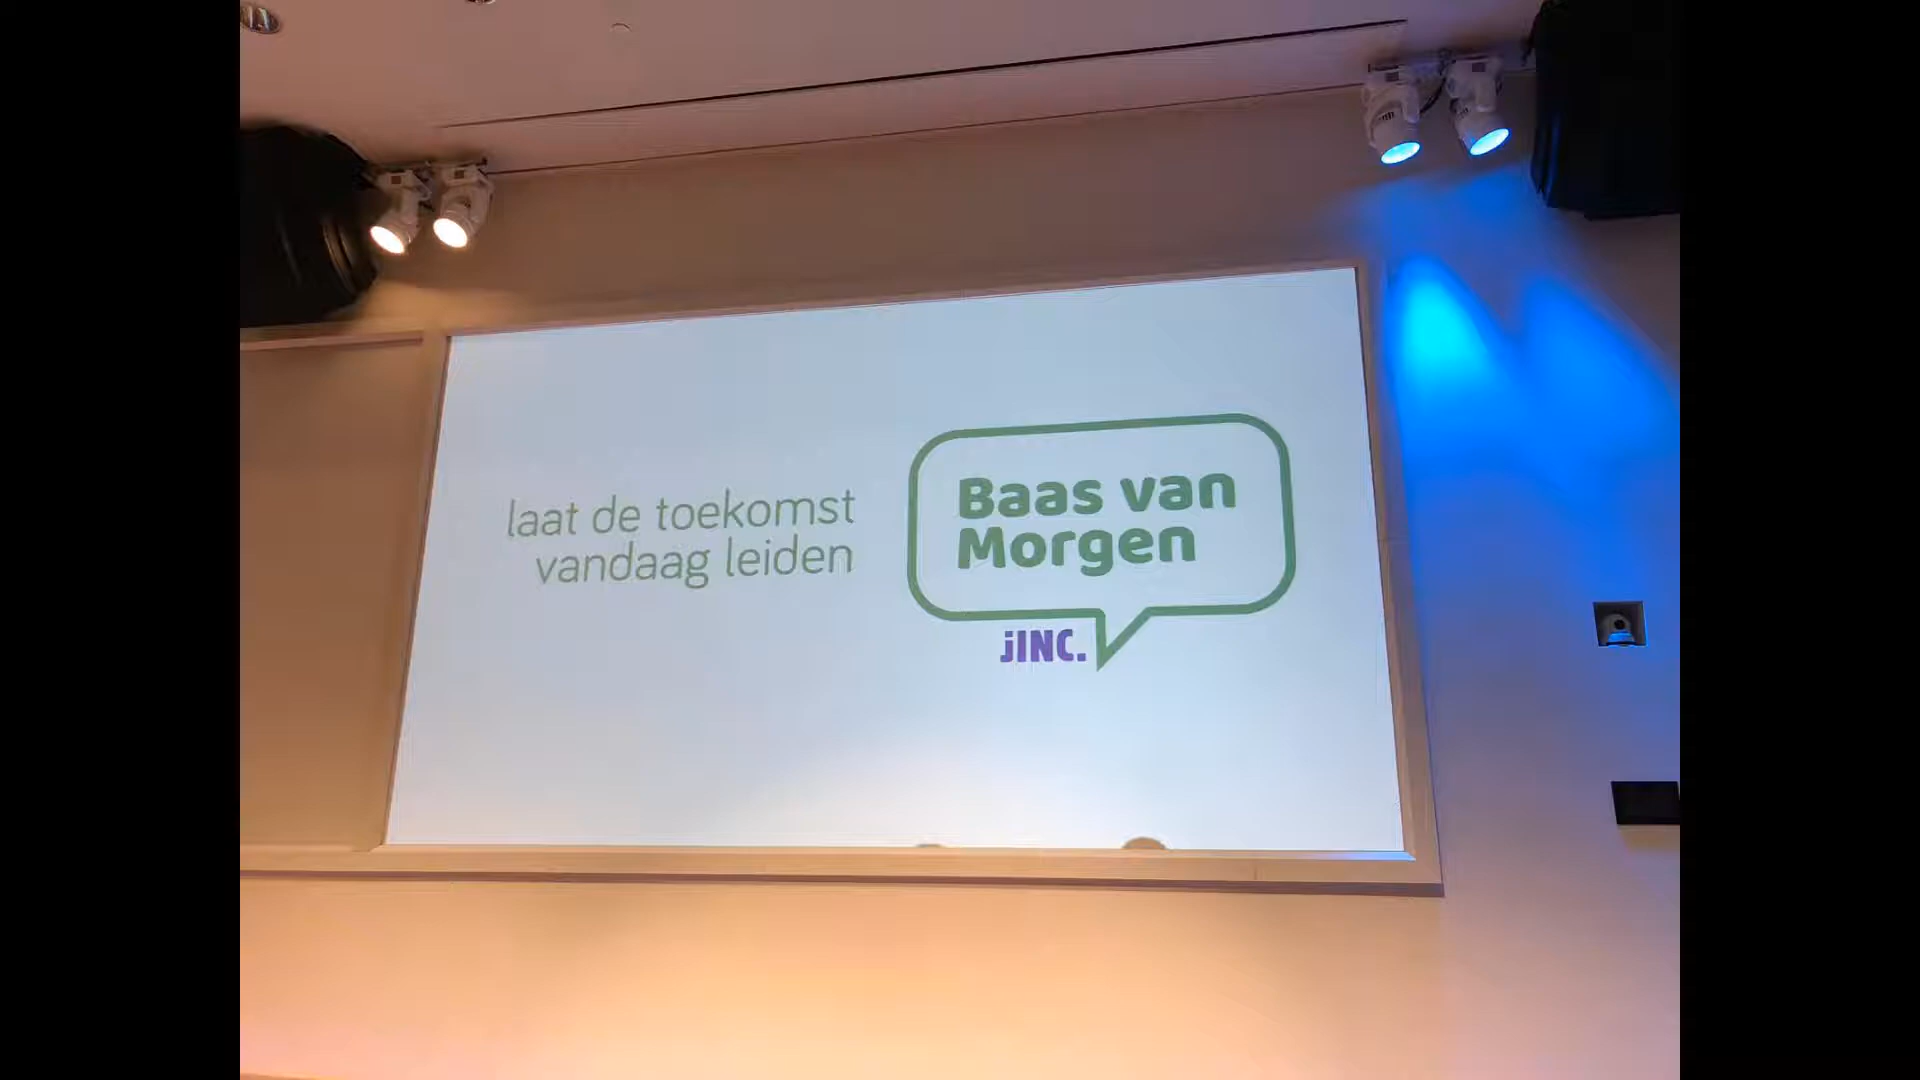 laat de toekomst
vandaag leiden
Baas van
Morgen
jINC.